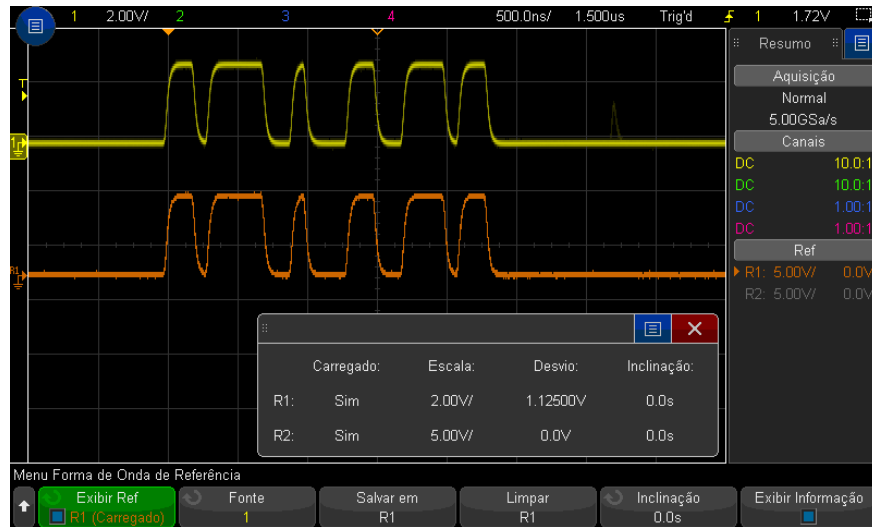 1 2.00V/ 2 3 4 500.0ns/ 1.500us Trig'd 1 1.72V
Resumo
Aquisição
Normal
5.00GSa/s
Canais
DC 10.0:1
DC 10.0:1
DC 1.00:1
DC 1.00:1
Ref
R1: 5.00V/ 0.0V
R2: 5.00V/ 0.0V
T
1
R1
Carregado: Escala: Desvio: Inclinação:
R1: Sim 2.00V/ 1.12500V 0.0s
R2: Sim 5.00V/ 0.0V 0.0s
Menu Forma de Onda de Referência
Exibir Ref Fonte Salvar em Limpar Inclinação Exibir Informação
R1 (Carregado) 1 R1 R1 0.0s